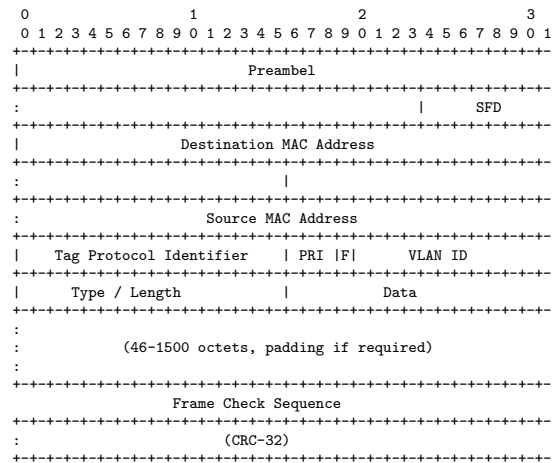 0                   1                   2                   3
0 1 2 3 4 5 6 7 8 9 0 1 2 3 4 5 6 7 8 9 0 1 2 3 4 5 6 7 8 9 0 1
+-+-+-+-+-+-+-+-+-+-+-+-+-+-+-+-+-+-+-+-+-+-+-+-+-+-+-+-+-+-+-+-
| Preambel
+-+-+-+-+-+-+-+-+-+-+-+-+-+-+-+-+-+-+-+-+-+-+-+-+-+-+-+-+-+-+-+-
: | SFD
+-+-+-+-+-+-+-+-+-+-+-+-+-+-+-+-+-+-+-+-+-+-+-+-+-+-+-+-+-+-+-+-
| Destination MAC Address
+-+-+-+-+-+-+-+-+-+-+-+-+-+-+-+-+-+-+-+-+-+-+-+-+-+-+-+-+-+-+-+-
: |
+-+-+-+-+-+-+-+-+-+-+-+-+-+-+-+-+-+-+-+-+-+-+-+-+-+-+-+-+-+-+-+-
: Source MAC Address
+-+-+-+-+-+-+-+-+-+-+-+-+-+-+-+-+-+-+-+-+-+-+-+-+-+-+-+-+-+-+-+-
| Tag Protocol Identifier | PRI |F| VLAN ID
+-+-+-+-+-+-+-+-+-+-+-+-+-+-+-+-+-+-+-+-+-+-+-+-+-+-+-+-+-+-+-+-
| Type / Length | Data
+-+-+-+-+-+-+-+-+-+-+-+-+-+-+-+-+-+-+-+-+-+-+-+-+-+-+-+-+-+-+-+-
:
: (46-1500 octets, padding if required)
:
+-+-+-+-+-+-+-+-+-+-+-+-+-+-+-+-+-+-+-+-+-+-+-+-+-+-+-+-+-+-+-+-
Frame Check Sequence
+-+-+-+-+-+-+-+-+-+-+-+-+-+-+-+-+-+-+-+-+-+-+-+-+-+-+-+-+-+-+-+-
: (CRC-32)
+-+-+-+-+-+-+-+-+-+-+-+-+-+-+-+-+-+-+-+-+-+-+-+-+-+-+-+-+-+-+-+-